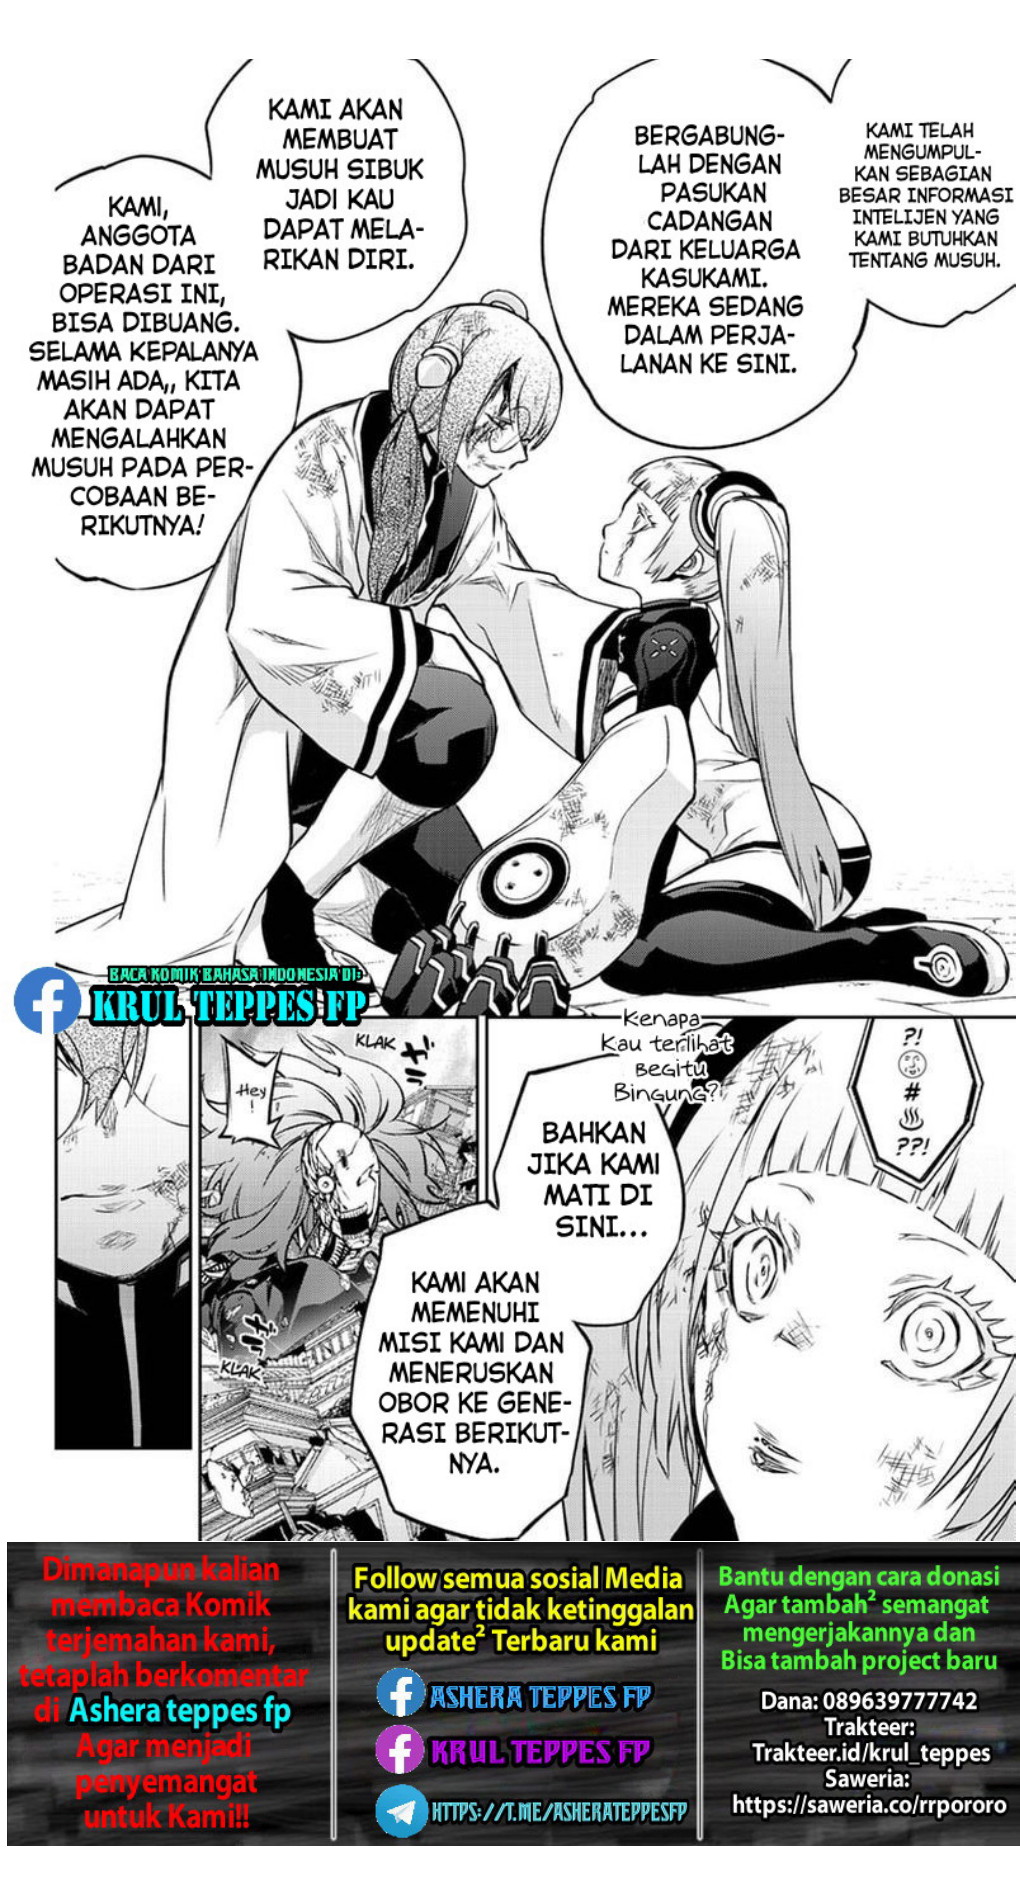 KAMI TELAH
MENGUMPUL-
KAN SEBAGIAN
BESAR INFORMASI
INTELIJEN YANG
KAMI BUTUHKAN
TENTANG MUSUH.
BERGABUNG-
LAH DENGAN
PASUKAN
CADANGAN
DARI KELUARGA
KASUKAMI.
MEREKA SEDANG
DALAM PERJA-
LANAN KE SINI.
KAMI AKAN
MEMBUAT
MUSUH SIBUK
JADI KAU
DAPAT MELA-
RIKAN DIRI.
KAMI,
ANGGOTA
BADAN DARI
OPERASI INI,
BISA DIBUANG.
SELAMA KEPALANYA
MASIH ADA,, KITA
AKAN DAPAT
MENGALAHKAN
MUSUH PADA PER-
COBAAN BE-
RIKUTNYA!
BACA KOMIK BAHASA INDONESIA DI:
KRUL TEPPES FP
?!
#
♨
??!
Kenapa
Kau terlihat
Begitu
Bingung?
BAHKAN
JIKA KAMI
MATI DI
SINI...
KAMI AKAN
MEMENUHI
MISI KAMI DAN
MENERUSKAN
OBOR KE GENE-
RASI BERIKUT-
NYA.
KLAK
Hey
!
KLAK
Dimanapun kalian
membaca Komik
terjemahan kami,
tetaplah berkomentar
di Ashera teppes fp
Agar menjadi
penyemangat
untuk Kami!!
Follow semua sosial Media
kami agar tidak ketinggalan
update² Terbaru kami
ASHERA TEPPES FP
KRUL TEPPES FP
HTTPS://T.ME/ASHERATEPPESFP
Bantu dengan cara donasi
Agar tambah² semangat
mengerjakannya dan
Bisa tambah project baru
Dana: 089639777742
Trakteer:
Trakteer.id/krul_teppes
Saweria:
https://saweria.co/rrpororo